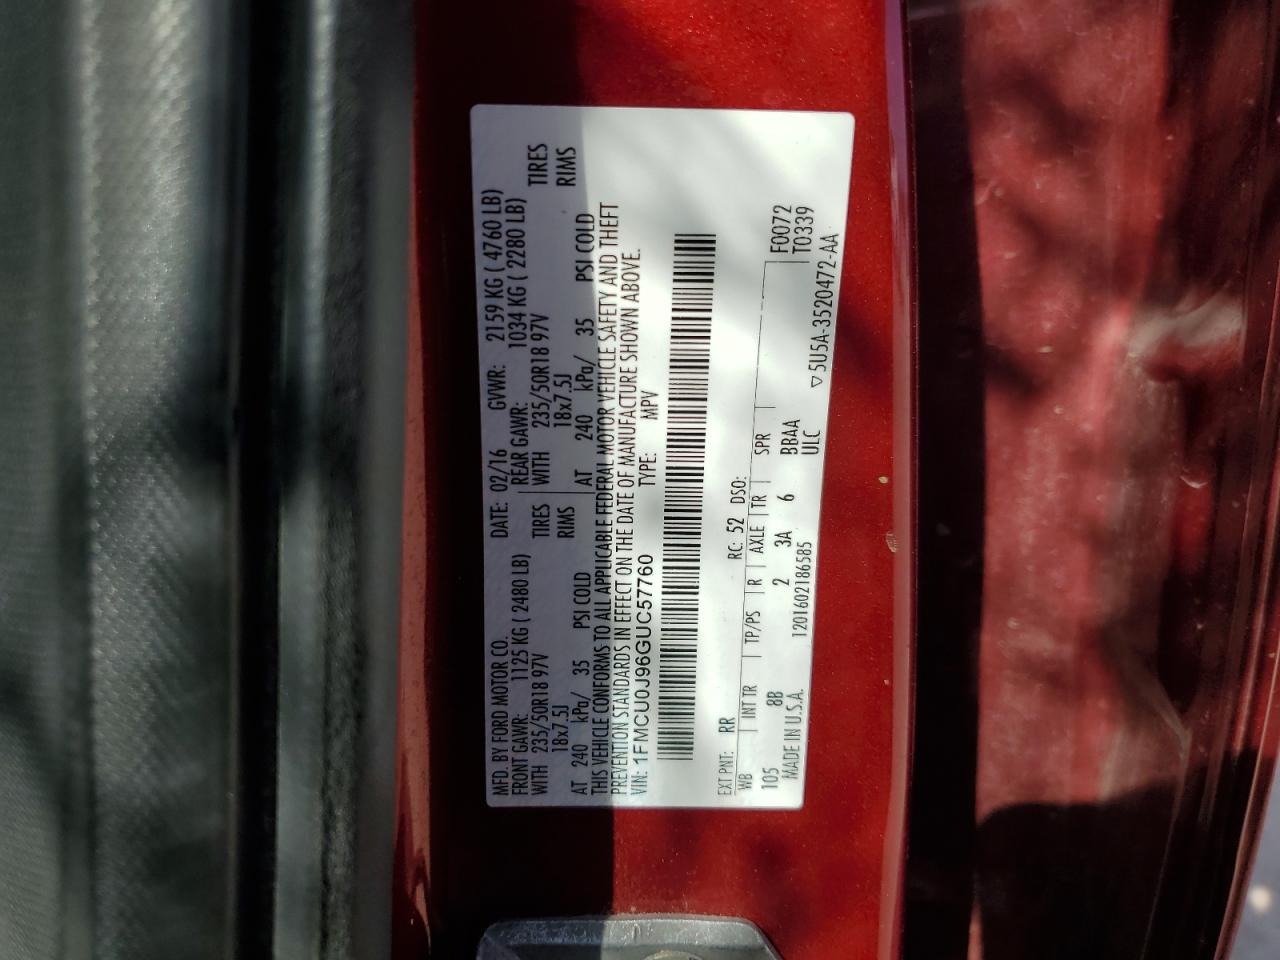 MFD. BY FORD MOTOR CO. DATE: 02/16 GVWR: 2159 KG ( 4760 LB)
FRONT GAWR: 1125 KG ( 2480 LB) REAR GAWR: 1034 KG ( 2280 LB)
WITH 235/50R18 97V TIRES WITH 235/50R18 97V TIRES
18x7.5J RIMS 18x7.5J RIMS
AT 240 kPa/ 35 PSI COLD AT 240 kPa/ 35 PSI COLD
THIS VEHICLE CONFORMS TO ALL APPLICABLE FEDERAL MOTOR VEHICLE SAFETY AND THEFT
PREVENTION STANDARDS IN EFFECT ON THE DATE OF MANUFACTURE SHOWN ABOVE.
VIN: 1FMCU0J96GUC57760 TYPE: MPV
EXT PNT: RR RC: 52 DSO:
WB INT TR TP/PS R AXLE TR SPR F0072
105 8B 2 3A 6 BBAA T0339
MADE IN U.S.A. 1201602186585 ULC ▽5U5A-3520472-AA